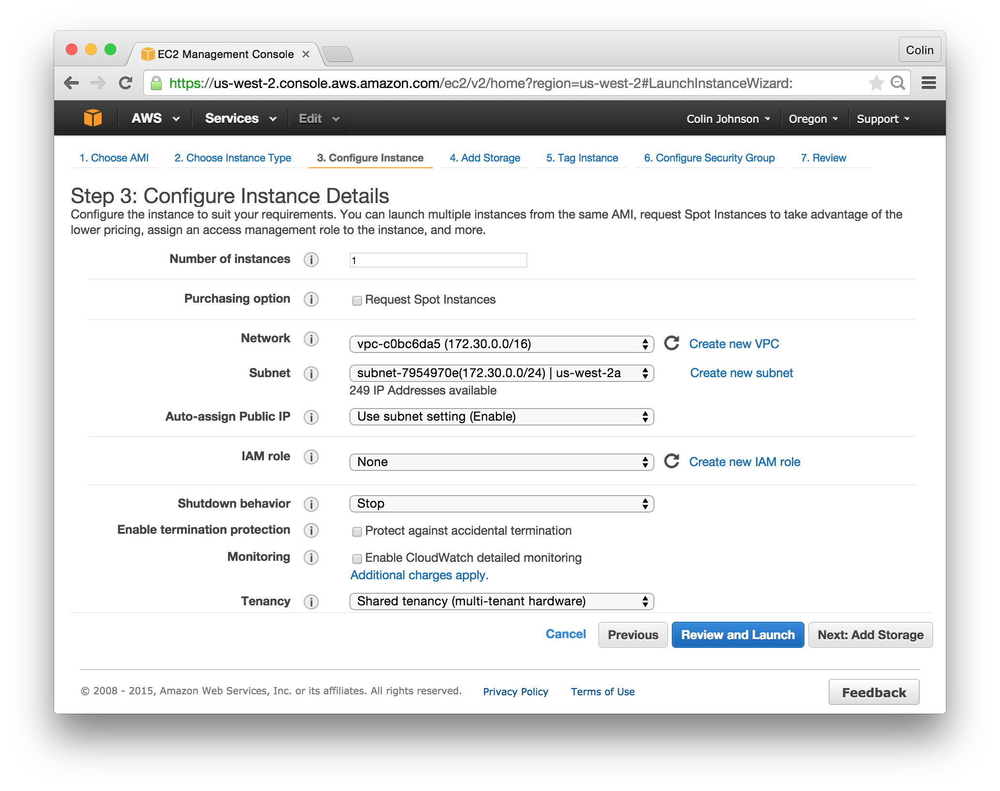 EC2 Management Console
Colin
https://us-west-2.console.aws.amazon.com/ec2/v2/home?region=us-west-2#LaunchInstanceWizard:
AWS Services Edit Colin Johnson Oregon Support
1. Choose AMI 2. Choose Instance Type 3. Configure Instance 4. Add Storage 5. Tag Instance 6. Configure Security Group 7. Review
Step 3: Configure Instance Details
Configure the instance to suit your requirements. You can launch multiple instances from the same AMI, request Spot Instances to take advantage of the
lower pricing, assign an access management role to the instance, and more.
Number of instances 1
Purchasing option Request Spot Instances
Network vpc-c0bc6da5 (172.30.0.0/16) Create new VPC
Subnet subnet-7954970e(172.30.0.0/24) | us-west-2a Create new subnet
249 IP Addresses available
Auto-assign Public IP Use subnet setting (Enable)
IAM role None Create new IAM role
Shutdown behavior Stop
Enable termination protection Protect against accidental termination
Monitoring Enable CloudWatch detailed monitoring
Additional charges apply.
Tenancy Shared tenancy (multi-tenant hardware)
Cancel Previous Review and Launch Next: Add Storage
© 2008 - 2015, Amazon Web Services, Inc. or its affiliates. All rights reserved. Privacy Policy Terms of Use Feedback